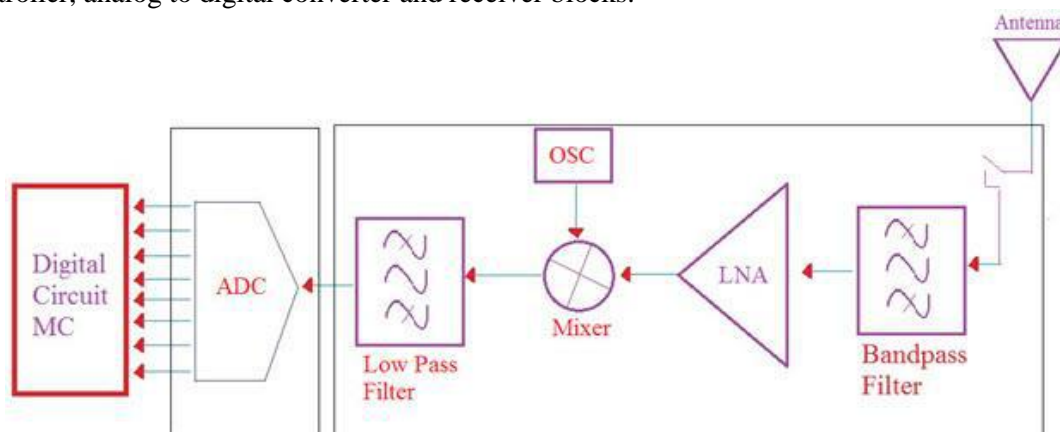 troller, analog to digital converter and receiver blocks.
Antenna
OSC
Digital
Circuit
MC
ADC
LNA
Mixer
Low Pass
Filter
Bandpass
Filter